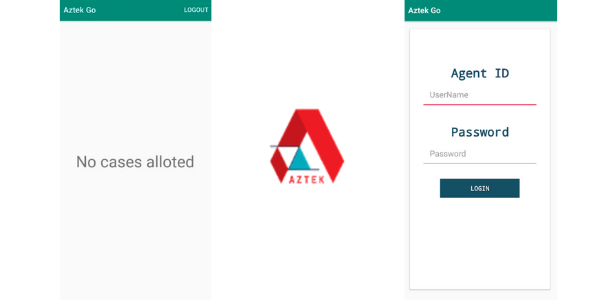 Aztek Go
LOGOUT
No cases alloted
AZTEK
Aztek Go
Agent ID
UserName
Password
Password
LOGIN